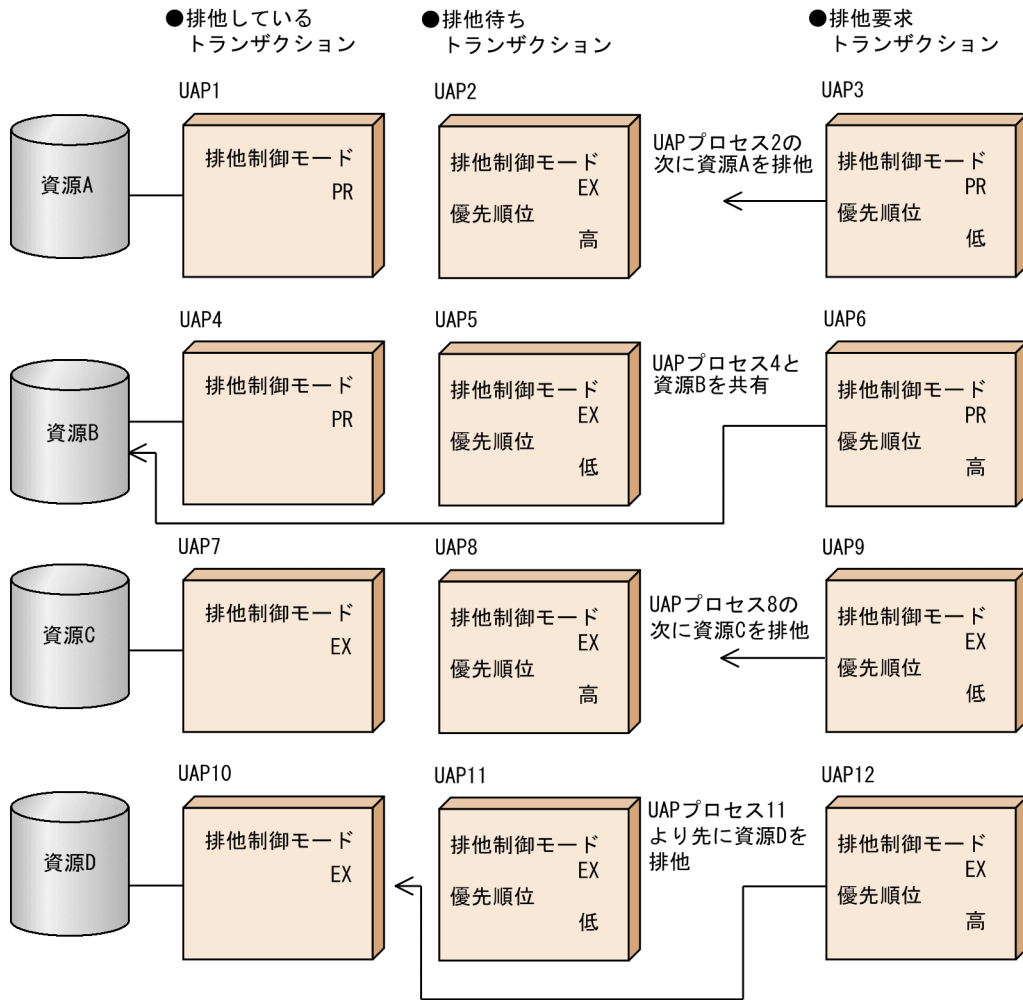 ●排他している
トランザクション
●排他待ち
トランザクション
●排他要求
トランザクション
UAP1
UAP2
UAP3
資源A
排他制御モード
PR
排他制御モード
EX
優先順位
高
UAPプロセス2の
次に資源Aを排他
排他制御モード
PR
優先順位
低
UAP4
UAP5
UAP6
資源B
排他制御モード
PR
排他制御モード
EX
優先順位
低
UAPプロセス4と
資源Bを共有
排他制御モード
PR
優先順位
高
UAP7
UAP8
UAP9
資源C
排他制御モード
EX
排他制御モード
EX
優先順位
高
UAPプロセス8の
次に資源Cを排他
排他制御モード
EX
優先順位
低
UAP10
UAP11
UAP12
資源D
排他制御モード
EX
排他制御モード
EX
優先順位
低
UAPプロセス11
より先に資源Dを
排他
排他制御モード
EX
優先順位
高